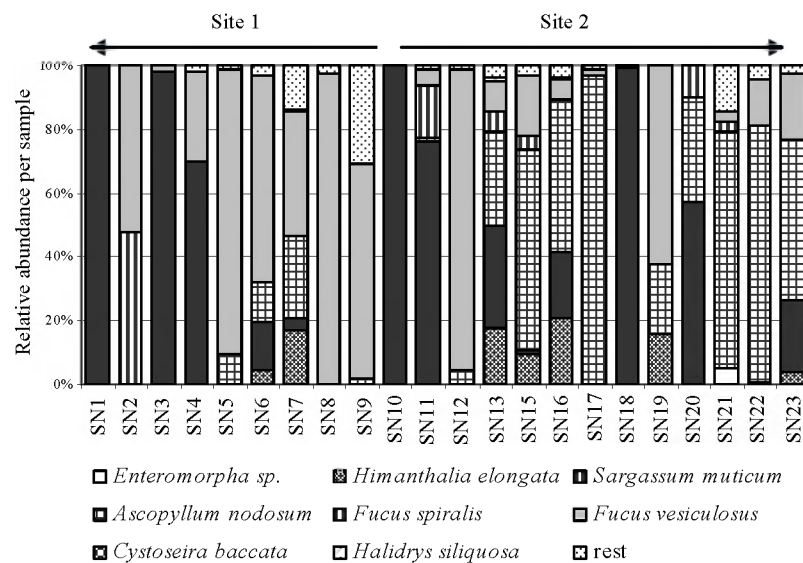 Site 1 Site 2
Relative abundance per sample
100%
80%
60%
40%
20%
0%
SN1 SN2 SN3 SN4 SN5 SN6 SN7 SN8 SN9 SN10 SN11 SN12 SN13 SN15 SN16 SN17 SN18 SN19 SN20 SN21 SN22 SN23
Enteromorpha sp. Himanthalia elongata Sargassum muticum
Ascopyllum nodosum Fucus spiralis Fucus vesiculosus
Cystoseira baccata Halidrys siliquosa rest